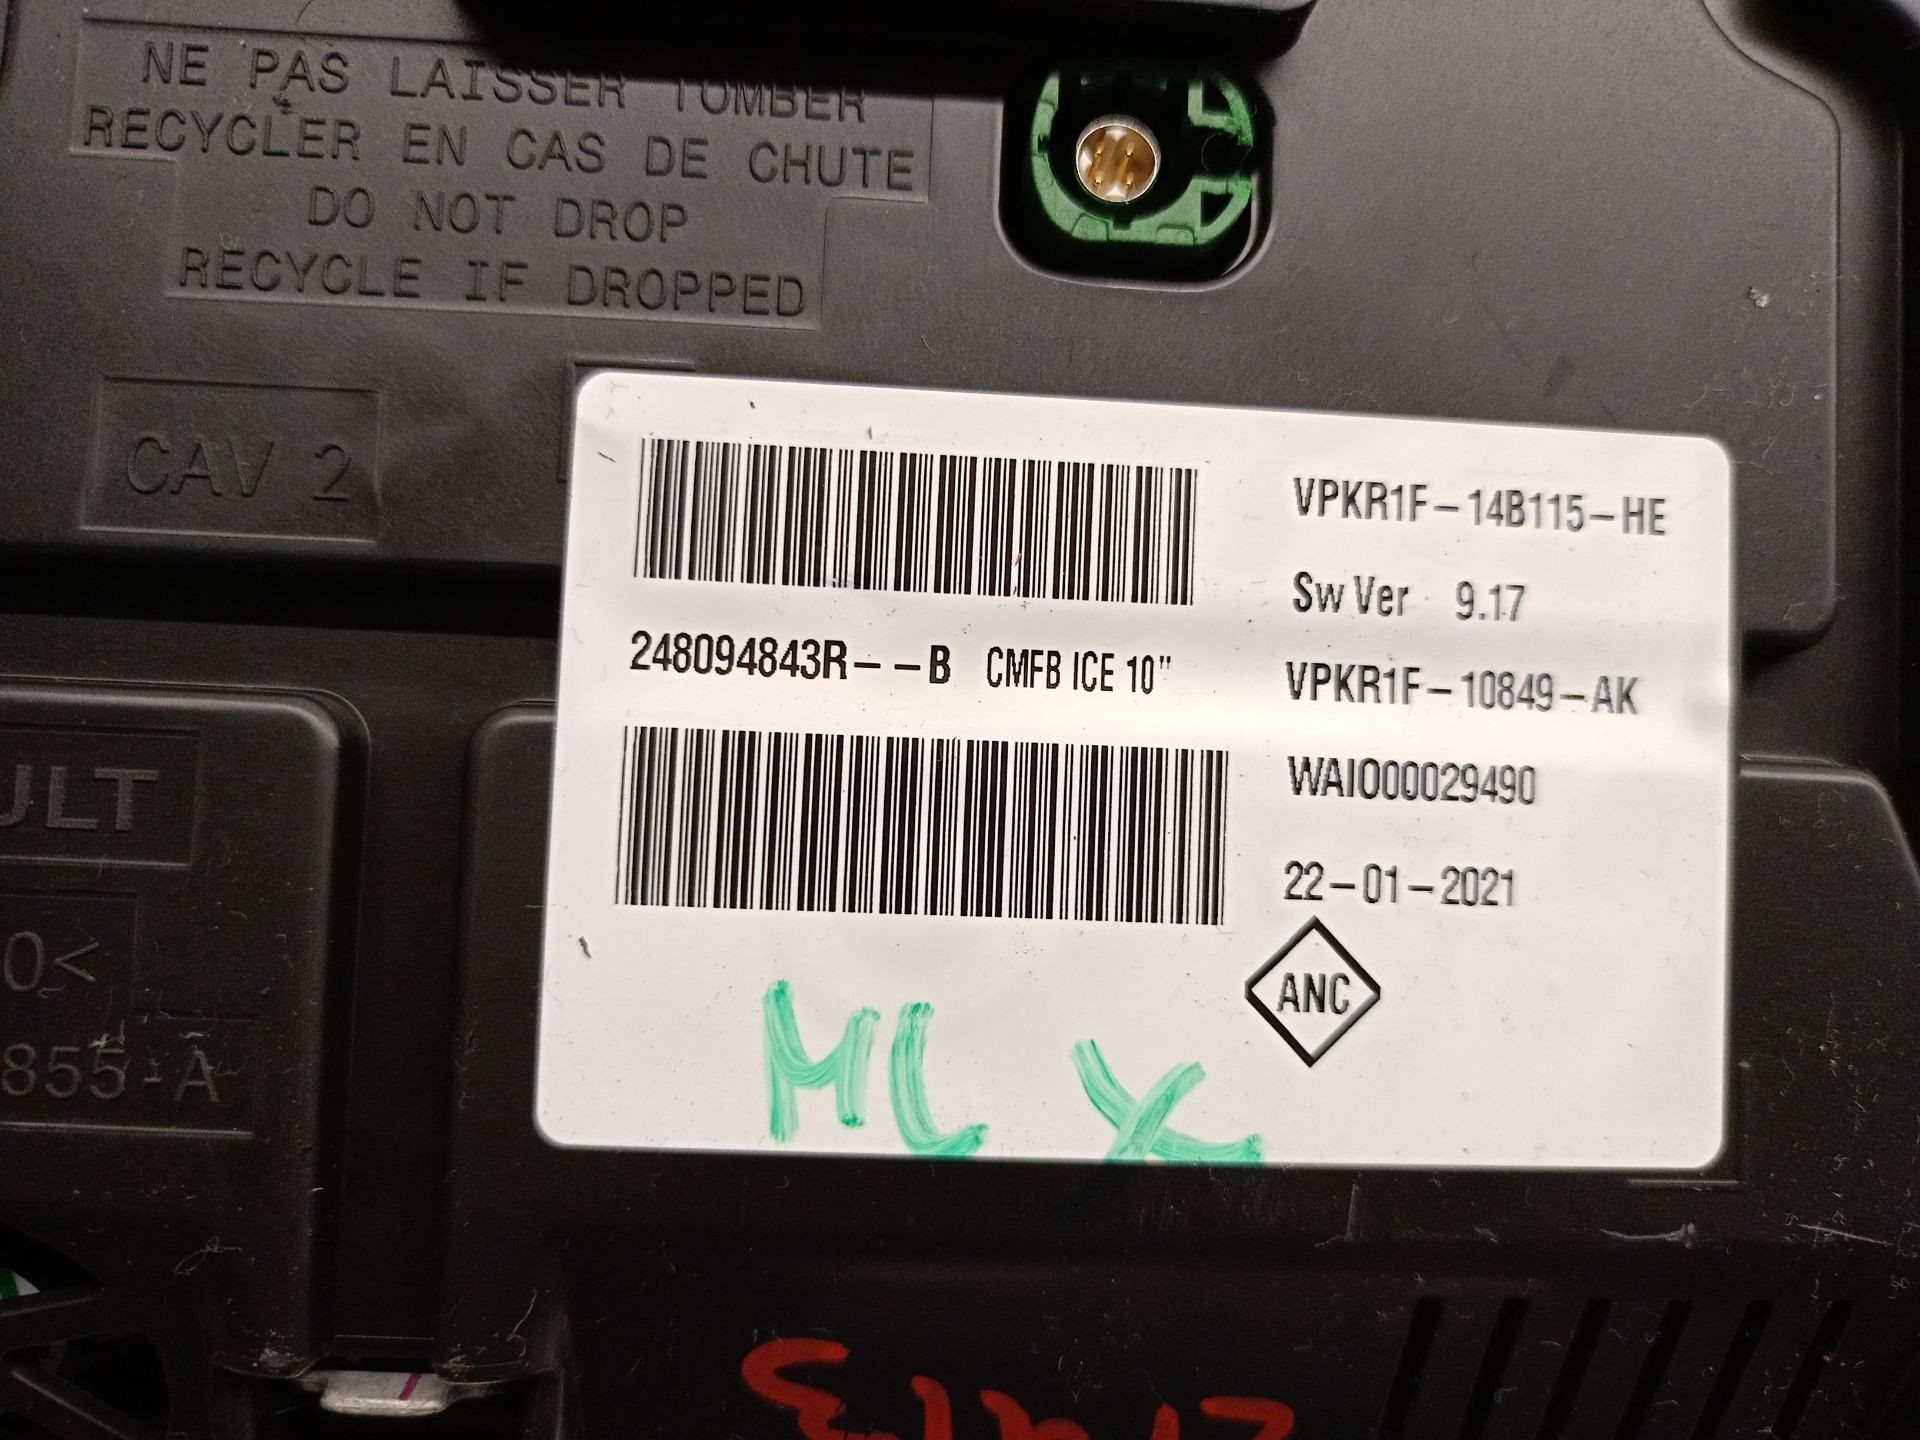 NE PAS LAISSER TOMBER
RECYCLER EN CAS DE CHUTE
DO NOT DROP
RECYCLE IF DROPPED
CAV 2
VPKR1F-14B115-HE
Sw Ver 9.17
248094843R--B CMFB ICE 10"
VPKR1F-10849-AK
WAI000029490
22-01-2021
ANC
ULT
0<
855-A
ML X